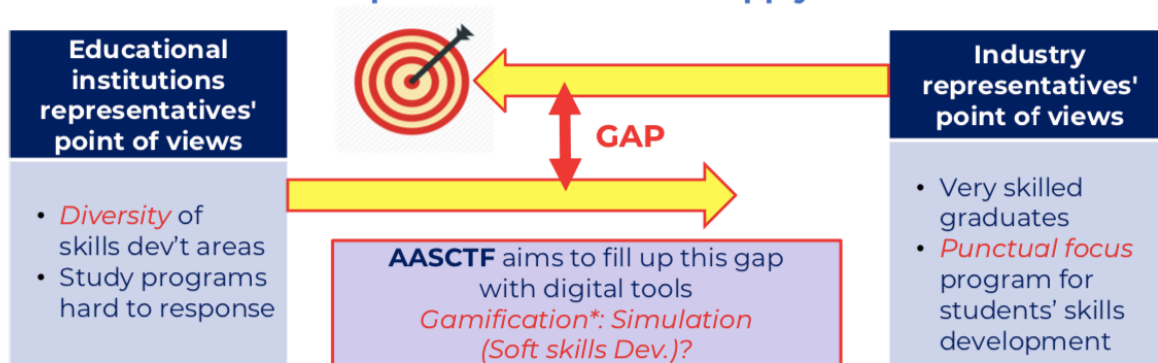 Educational
institutions
representatives'
point of views
• Diversity of
skills dev't areas
• Study programs
hard to response
GAP
AASCTF aims to fill up this gap
with digital tools
Gamification*: Simulation
(Soft skills Dev.)?
Industry
representatives'
point of views
• Very skilled
graduates
• Punctual focus
program for
students' skills
development